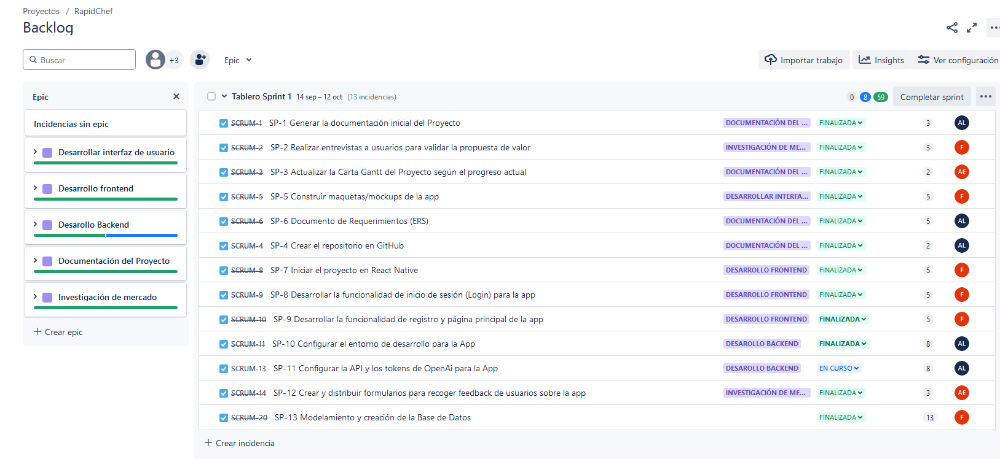 Proyectos / RapidChef
Backlog
Buscar
+3
Epic
Importar trabajo
Insights
Ver configuración
Epic
Incidencias sin epic
Desarrollar interfaz de usuario
Desarrollo frontend
Desarollo Backend
Documentación del Proyecto
Investigación de mercado
+ Crear epic
Tablero Sprint 1 14 sep – 12 oct (13 incidencias) 0 8 59 Completar sprint
SCRUM-1 SP-1 Generar la documentación inicial del Proyecto DOCUMENTACIÓN DEL ... FINALIZADA 3 AL
SCRUM-2 SP-2 Realizar entrevistas a usuarios para validar la propuesta de valor INVESTIGACIÓN DE ME... FINALIZADA 3 F
SCRUM-3 SP-3 Actualizar la Carta Gantt del Proyecto según el progreso actual DOCUMENTACIÓN DEL ... FINALIZADA 2 AE
SCRUM-5 SP-5 Construir maquetas/mockups de la app DESARROLLAR INTERFA... FINALIZADA 5 F
SCRUM-6 SP-6 Documento de Requerimientos (ERS) DOCUMENTACIÓN DEL ... FINALIZADA 5 AL
SCRUM-4 SP-4 Crear el repositorio en GitHub DOCUMENTACIÓN DEL ... FINALIZADA 2 AL
SCRUM-8 SP-7 Iniciar el proyecto en React Native DESARROLLO FRONTEND FINALIZADA 5 F
SCRUM-9 SP-8 Desarrollar la funcionalidad de inicio de sesión (Login) para la app DESARROLLO FRONTEND FINALIZADA 5 F
SCRUM-10 SP-9 Desarrollar la funcionalidad de registro y página principal de la app DESARROLLO FRONTEND FINALIZADA 5 F
SCRUM-11 SP-10 Configurar el entorno de desarrollo para la App DESAROLLO BACKEND FINALIZADA 8 AL
SCRUM-13 SP-11 Configurar la API y los tokens de OpenAi para la App DESAROLLO BACKEND EN CURSO 8 AL
SCRUM-14 SP-12 Crear y distribuir formularios para recoger feedback de usuarios sobre la app INVESTIGACIÓN DE ME... FINALIZADA 3 AE
SCRUM-20 SP-13 Modelamiento y creación de la Base de Datos FINALIZADA 13 F
+ Crear incidencia